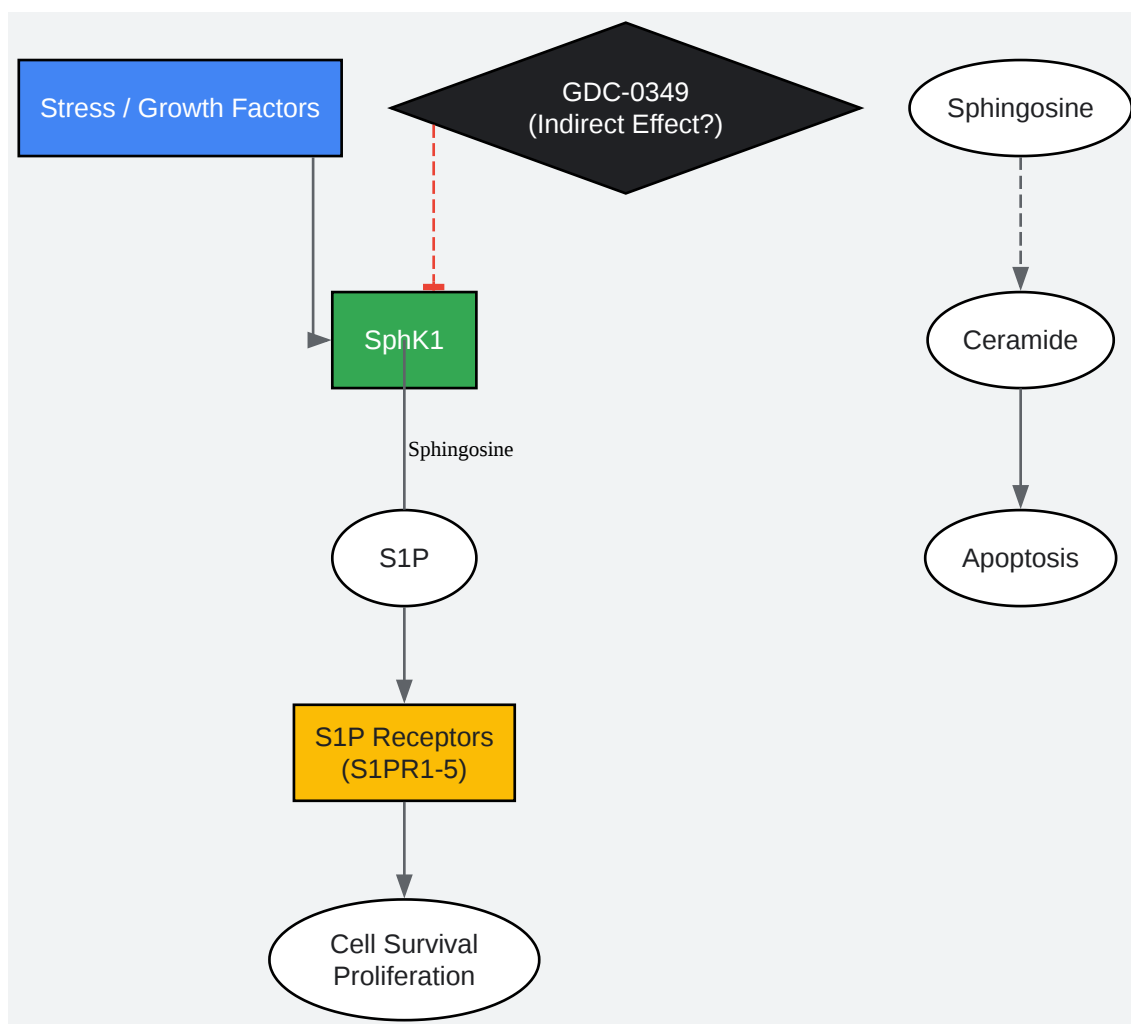 Stress / Growth Factors
GDC-0349
(Indirect Effect?)
Sphingosine
SphK1
Ceramide
Sphingosine
S1P
Apoptosis
S1P Receptors
(S1PR1-5)
Cell Survival
Proliferation